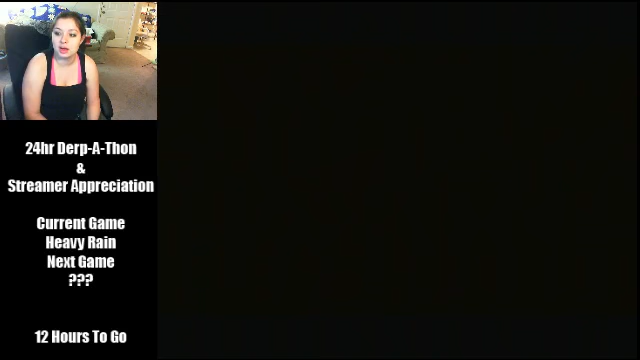 24hr Derp-A-Thon
&
Streamer Appreciation
Current Game
Heavy Rain
Next Game
???
12 Hours To Go